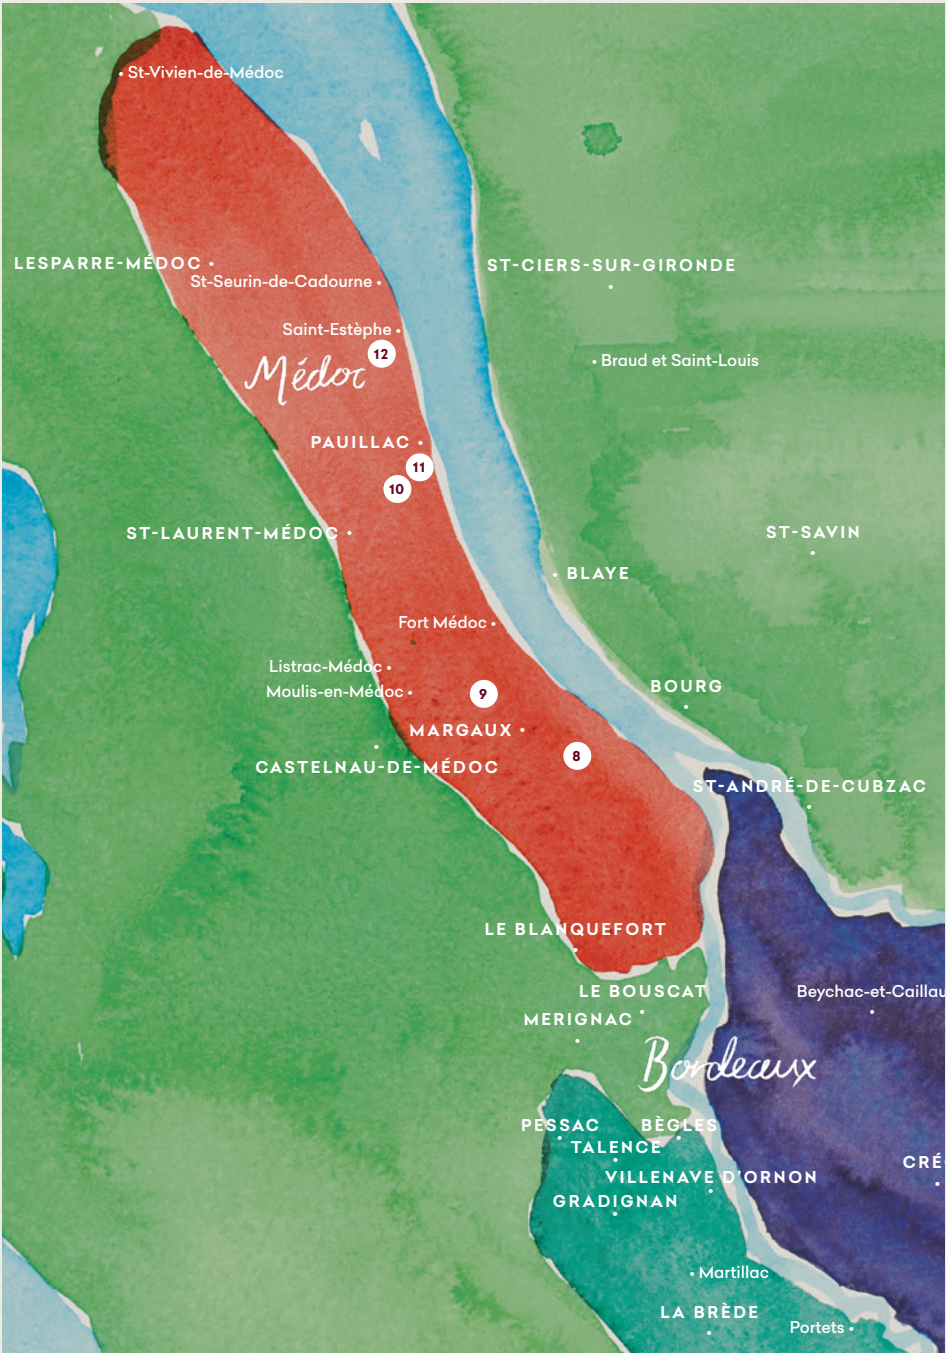 St-Vivien-de-Médoc
LESPARRE-MÉDOC
ST-CIERS-SUR-GIRONDE
St-Seurin-de-Cadourne
Saint-Estèphe
12
Braud et Saint-Louis
Médoc
PAUILLAC
11
10
ST-LAURENT-MÉDOC
ST-SAVIN
BLAYE
Fort Médoc
Listrac-Médoc
Moulis-en-Médoc
9
BOURG
MARGAUX
8
CASTELNAU-DE-MÉDOC
ST-ANDRÉ-DE-CUBZAC
LE BLANQUEFORT
LE BOUSCAT
Beychac-et-Caillau
MERIGNAC
Bordeaux
PESSAC
BÈGLES
TALENCE
CRÉ
VILLENAVE D'ORNON
GRADIGNAN
Martillac
LA BRÈDE
Portets